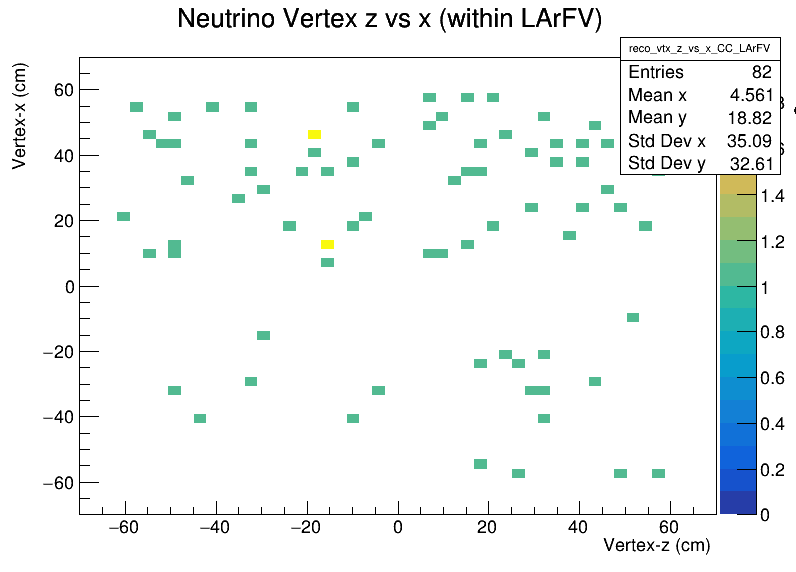 Neutrino Vertex z vs x (within LArFV)
reco_vtx_z_vs_x_CC_LArFV
Entries 82
Mean x 4.561
Mean y 18.82
Std Dev x 35.09
Std Dev y 32.61
Vertex-x (cm)
60
40
20
0
−20
−40
−60
−60
−40
−20
0
20
40
60
Vertex-z (cm)
1.4
1.2
1
0.8
0.6
0.4
0.2
0